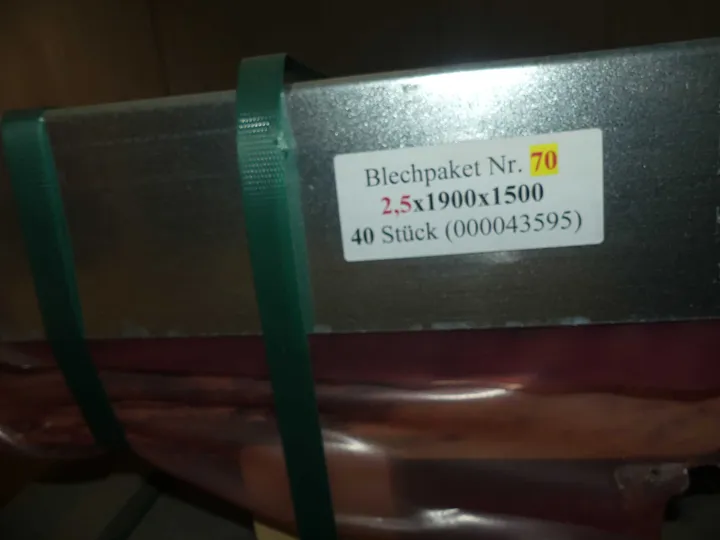 Blechpaket Nr. 70
2,5x1900x1500
40 Stück (000043595)